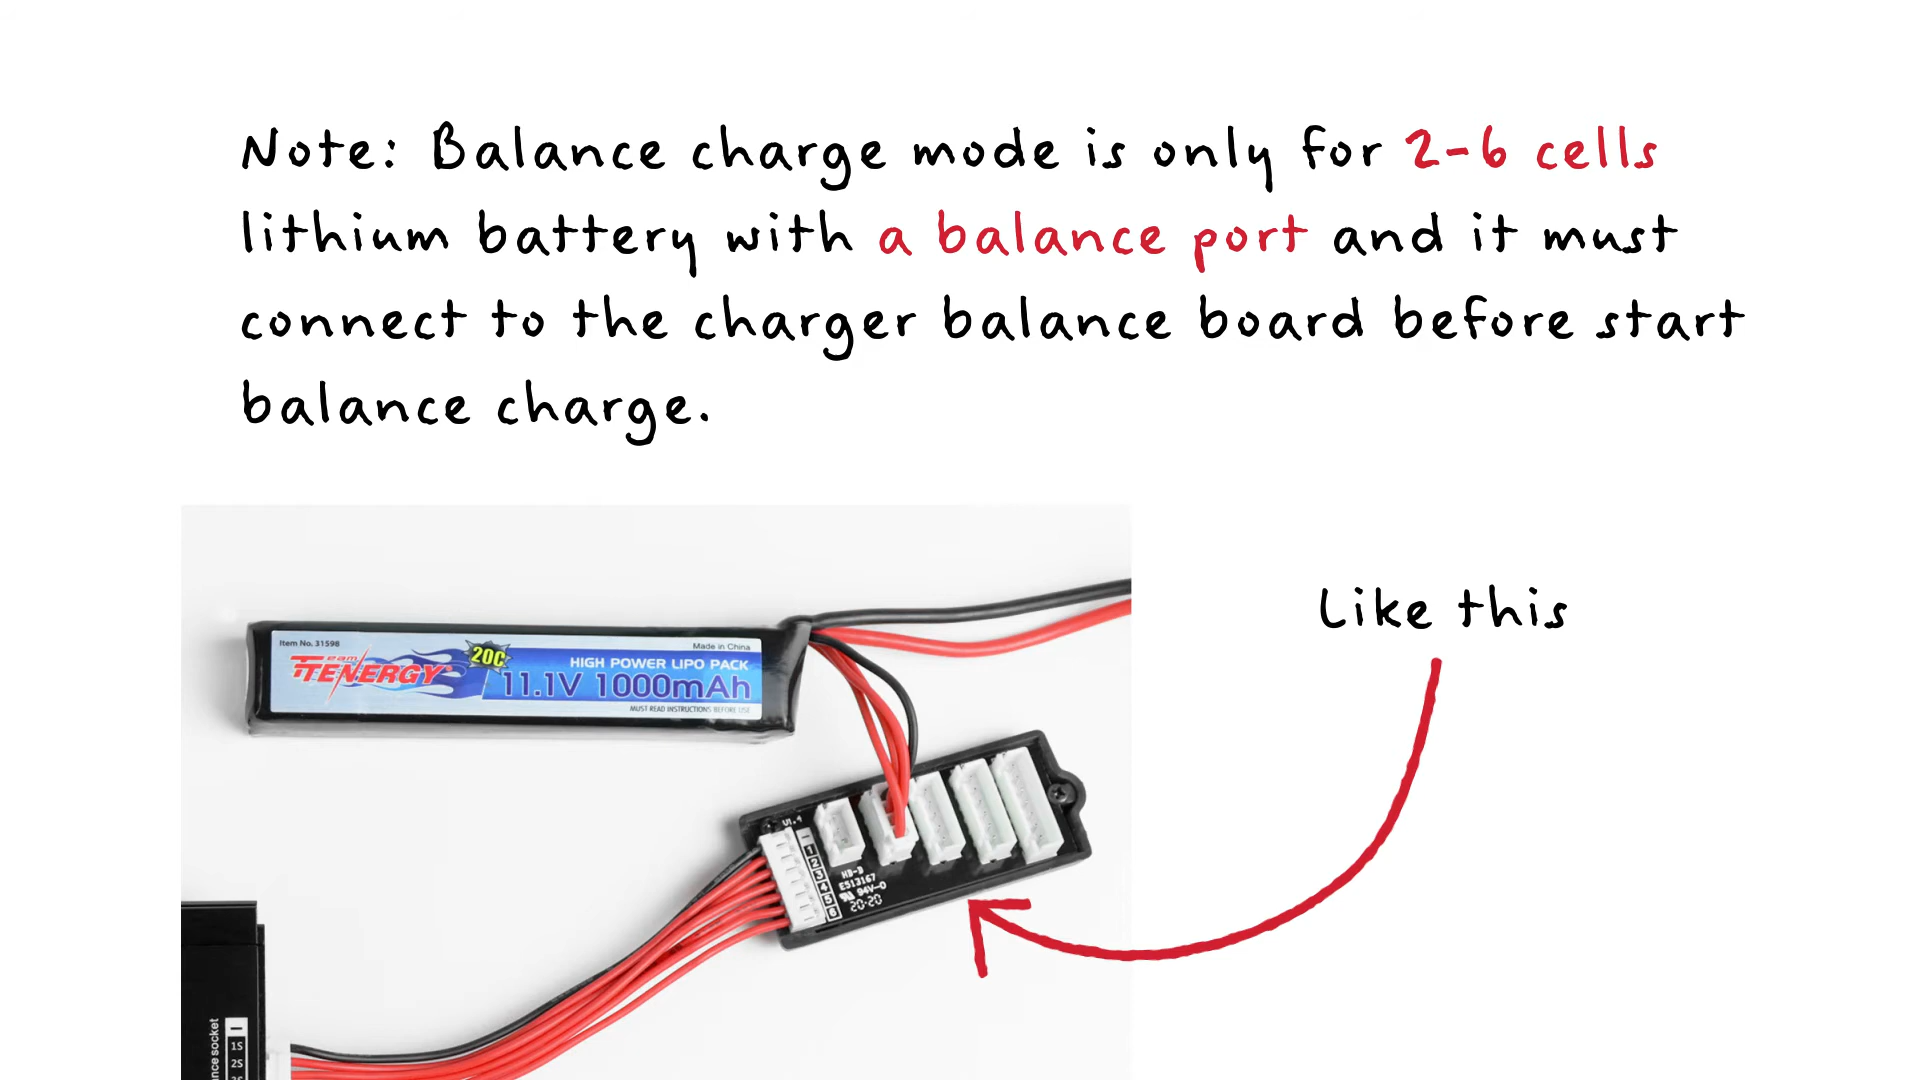 Note: Balance charge mode is only for 2-6 cells
lithium battery with a balance port and it must
connect to the charger balance board before start
balance charge.
Like this
Item No. 31598
Made in China
Team
TENERGY
20C
HIGH POWER LIPO PACK
11.1V 1000mAh
MUST READ INSTRUCTIONS BEFORE USE
V1.4
1
2
3
4
5
6
HB-B
E513167
94V-0
20-20
1S
2S